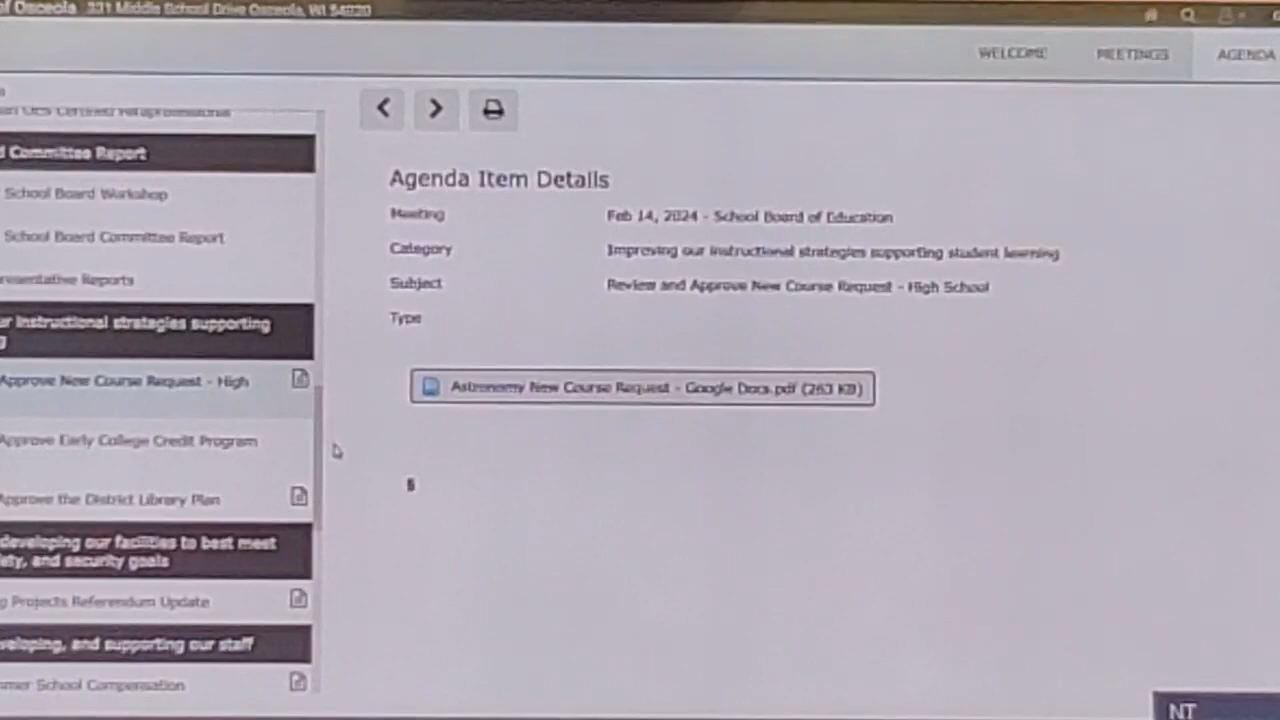 of Osceola 331 Middle School Drive Osceola, WI 54020
WELCOME MEETINGS AGENDA
Committee Report
School Board Workshop
School Board Committee Report
resentative Reports
ur instructional strategies supporting
g
Approve New Course Request - High
Approve Early College Credit Program
Approve the District Library Plan
developing our facilities to best meet
ety, and security goals
g Projects Referendum Update
veloping, and supporting our staff
mmer School Compensation
Agenda Item Details
Meeting Feb 14, 2024 - School Board of Education
Category Improving our instructional strategies supporting student learning
Subject Review and Approve New Course Request - High School
Type
Astronomy New Course Request - Google Docs.pdf (263 KB)
NT